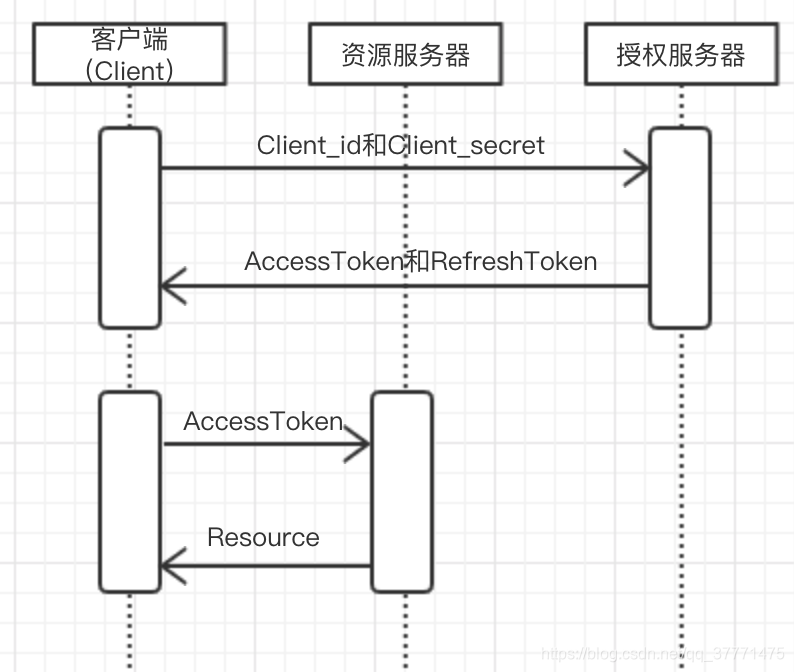 客户端
(Client)
资源服务器
授权服务器
Client_id和Client_secret
AccessToken和RefreshToken
AccessToken
Resource
https://blog.csdn.net/qq_37771475